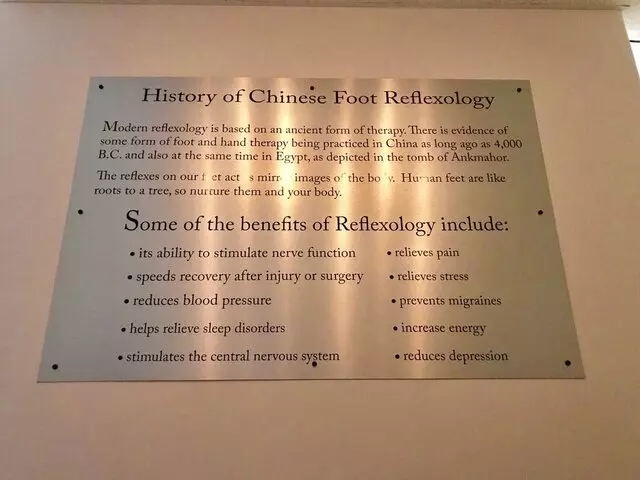 History of Chinese Foot Reflexology
Modern reflexology is based on an ancient form of therapy. There is evidence of
some form of foot and hand therapy being practiced in China as long ago as 4,000
B.C. and also at the same time in Egypt, as depicted in the tomb of Ankmahor.
The reflexes on our feet act as mirror images of the body. Human feet are like
roots to a tree, so nurture them and your body.
Some of the benefits of Reflexology include:
• its ability to stimulate nerve function
• speeds recovery after injury or surgery
• reduces blood pressure
• helps relieve sleep disorders
• stimulates the central nervous system
• relieves pain
• relieves stress
• prevents migraines
• increase energy
• reduces depression